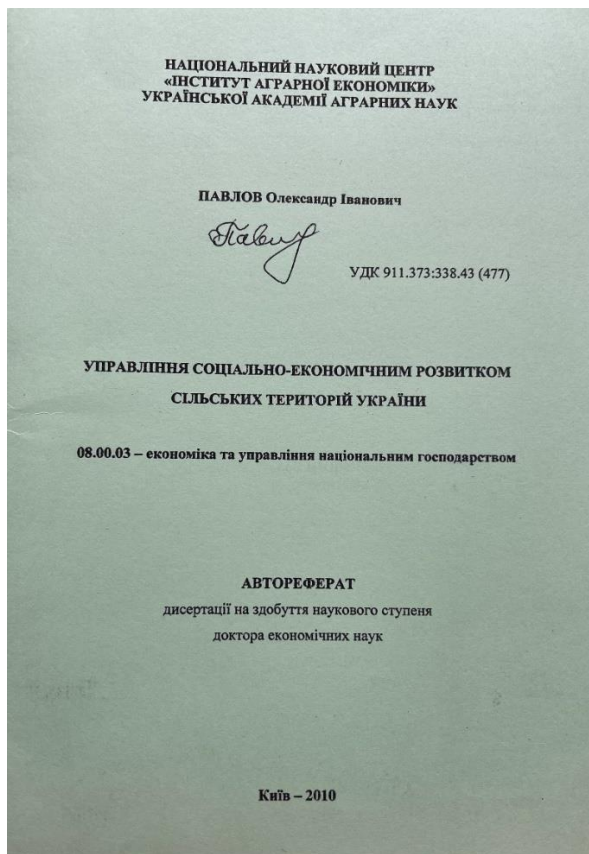 НАЦІОНАЛЬНИЙ НАУКОВИЙ ЦЕНТР
«ІНСТИТУТ АГРАРНОЇ ЕКОНОМІКИ»
УКРАЇНСЬКОЇ АКАДЕМІЇ АГРАРНИХ НАУК
ПАВЛОВ Олександр Іванович
УДК 911.373:338.43 (477)
УПРАВЛІННЯ СОЦІАЛЬНО-ЕКОНОМІЧНИМ РОЗВИТКОМ
СІЛЬСЬКИХ ТЕРИТОРІЙ УКРАЇНИ
08.00.03 – економіка та управління національним господарством
АВТОРЕФЕРАТ
дисертації на здобуття наукового ступеня
доктора економічних наук
Київ – 2010